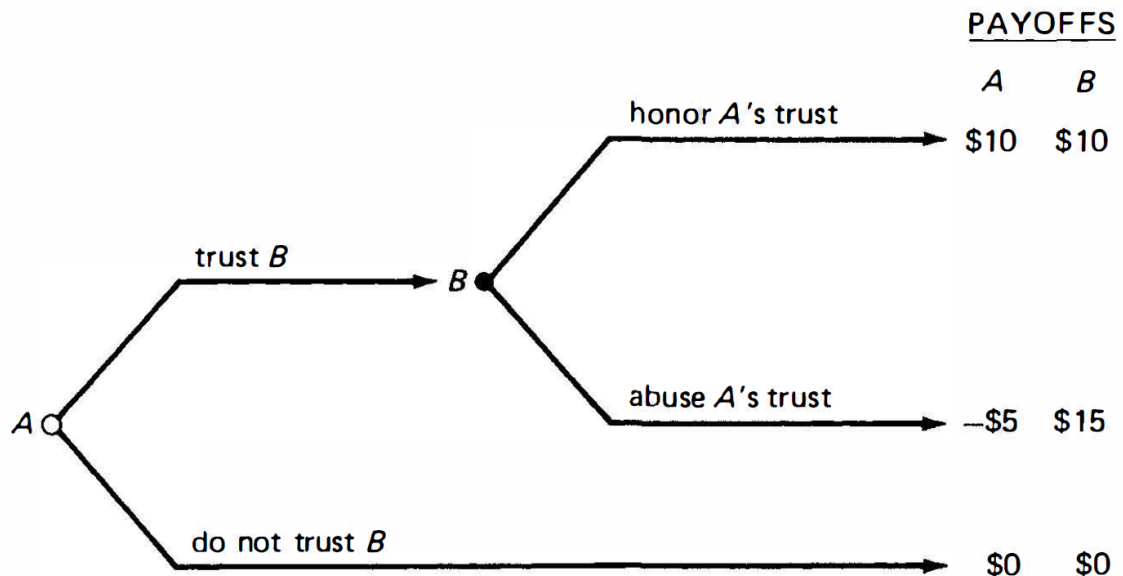 PAYOFFS
A B
honor A's trust
$10 $10
trust B
B
abuse A's trust
A
–$5 $15
do not trust B
$0 $0